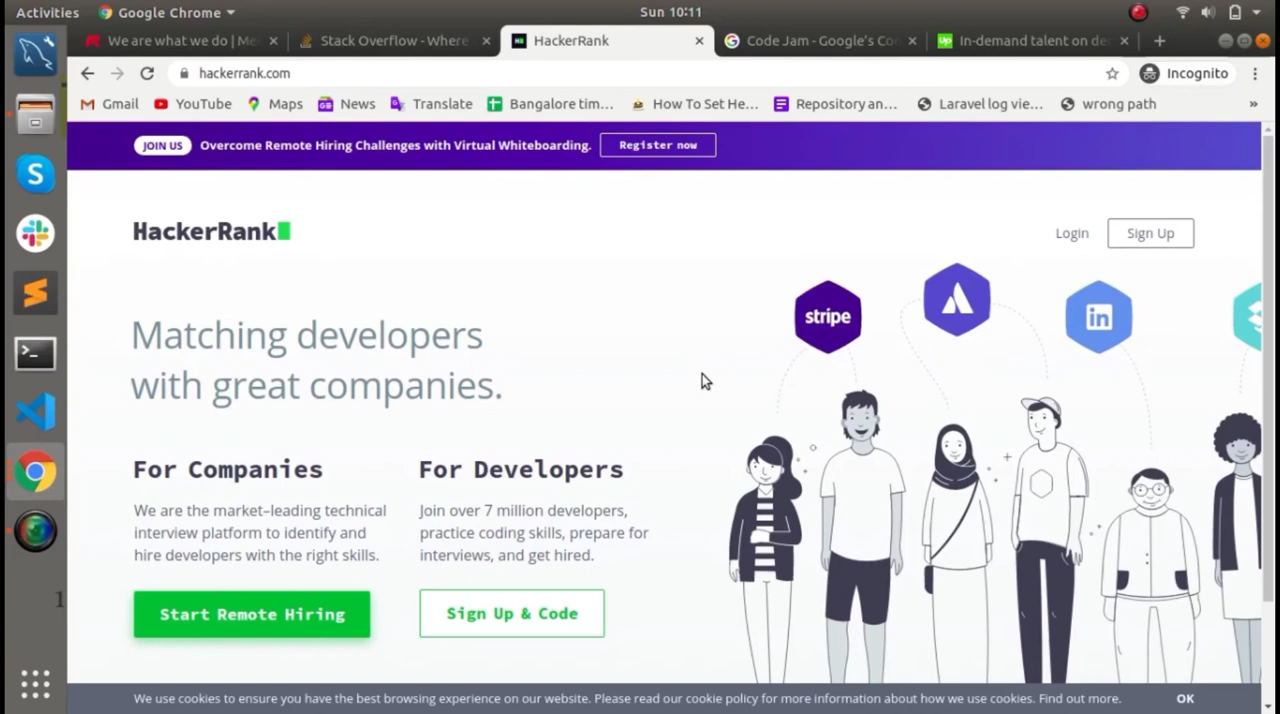 Activities
Google Chrome
Sun 10:11
We are what we do | Me
Stack Overflow - Where
HackerRank
Code Jam - Google's Co
In-demand talent on de
hackerrank.com
Incognito
Gmail
YouTube
Maps
News
Translate
Bangalore tim...
How To Set He...
Repository an...
Laravel log vie...
wrong path
»
JOIN US
Overcome Remote Hiring Challenges with Virtual Whiteboarding.
Register now
HackerRank
Login
Sign Up
stripe
in
Matching developers
with great companies.
For Companies
We are the market-leading technical
interview platform to identify and
hire developers with the right skills.
Start Remote Hiring
For Developers
Join over 7 million developers,
practice coding skills, prepare for
interviews, and get hired.
Sign Up & Code
1
We use cookies to ensure you have the best browsing experience on our website. Please read our cookie policy for more information about how we use cookies. Find out more.
OK